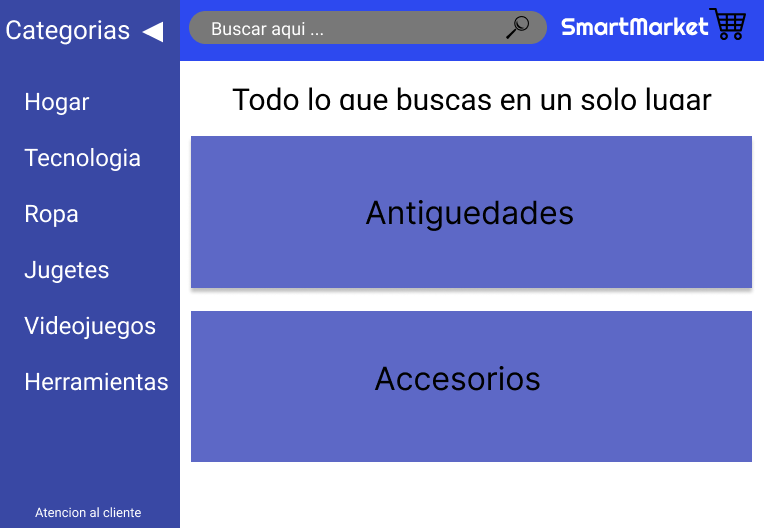 Categorias
Buscar aqui ...
SmartMarket
Hogar
Tecnologia
Ropa
Jugetes
Videojuegos
Herramientas
Atencion al cliente
Todo lo que buscas en un solo lugar
Antiguedades
Accesorios